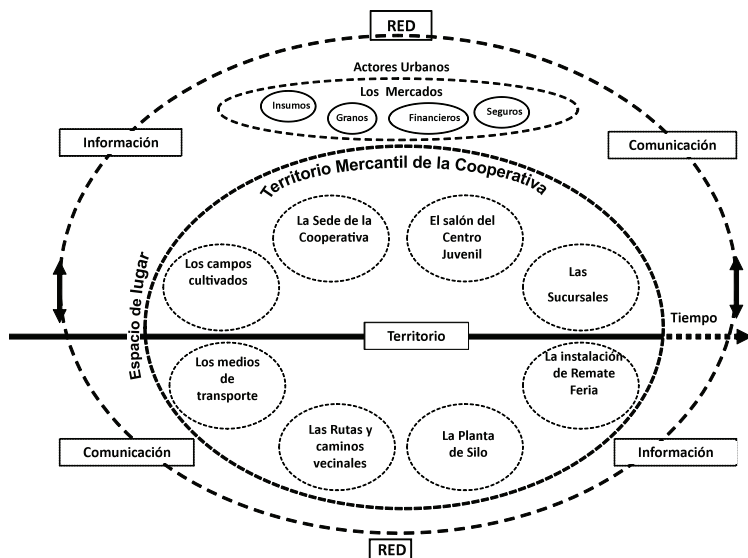 RED
Actores Urbanos
Los Mercados
Insumos
Granos
Financieros
Seguros
Información
Comunicación
Territorio Mercantil de la Cooperativa
Espacio de lugar
La Sede de la
Cooperativa
El salón del
Centro
Juvenil
Los campos
cultivados
Las
Sucursales
Territorio
Tiempo
Los medios
de
transporte
La instalación
de Remate
Feria
Las Rutas y
caminos
vecinales
La Planta
de Silo
Comunicación
Información
RED